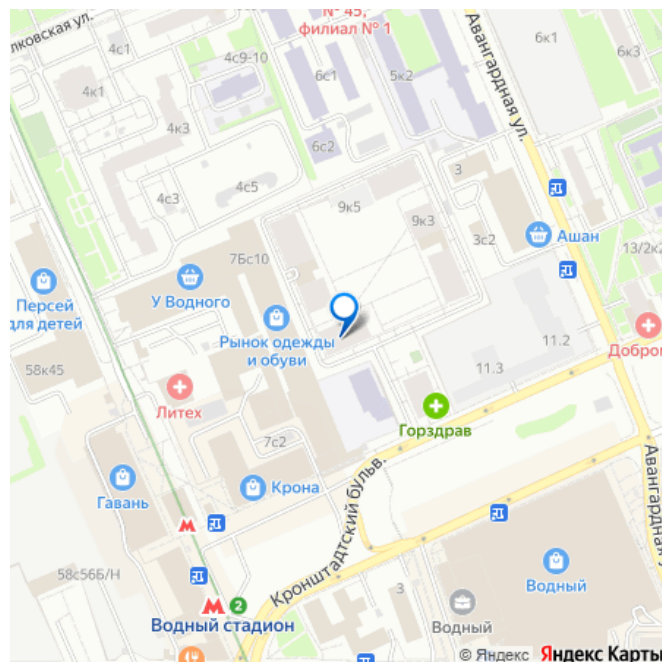 № 45,
филиал № 1
лковская ул.
4с1
4с9-10
6с1
5к2
Авангардная ул.
6к1
6к3
4к1
4к3
6с2
4с3
4с5
3
9к5
9к3
3с2
Ашан
13/2к2
7Бс10
У Водного
Персей
для детей
Рынок одежды
и обуви
58к45
11.2
11.3
Литех
Горздрав
7с2
Крона
Гавань
Кронштадтский бульв.
Авангардная
58с56Б/Н
2
Водный стадион
3
Водный
Водный
© Яндекс Яндекс Карты